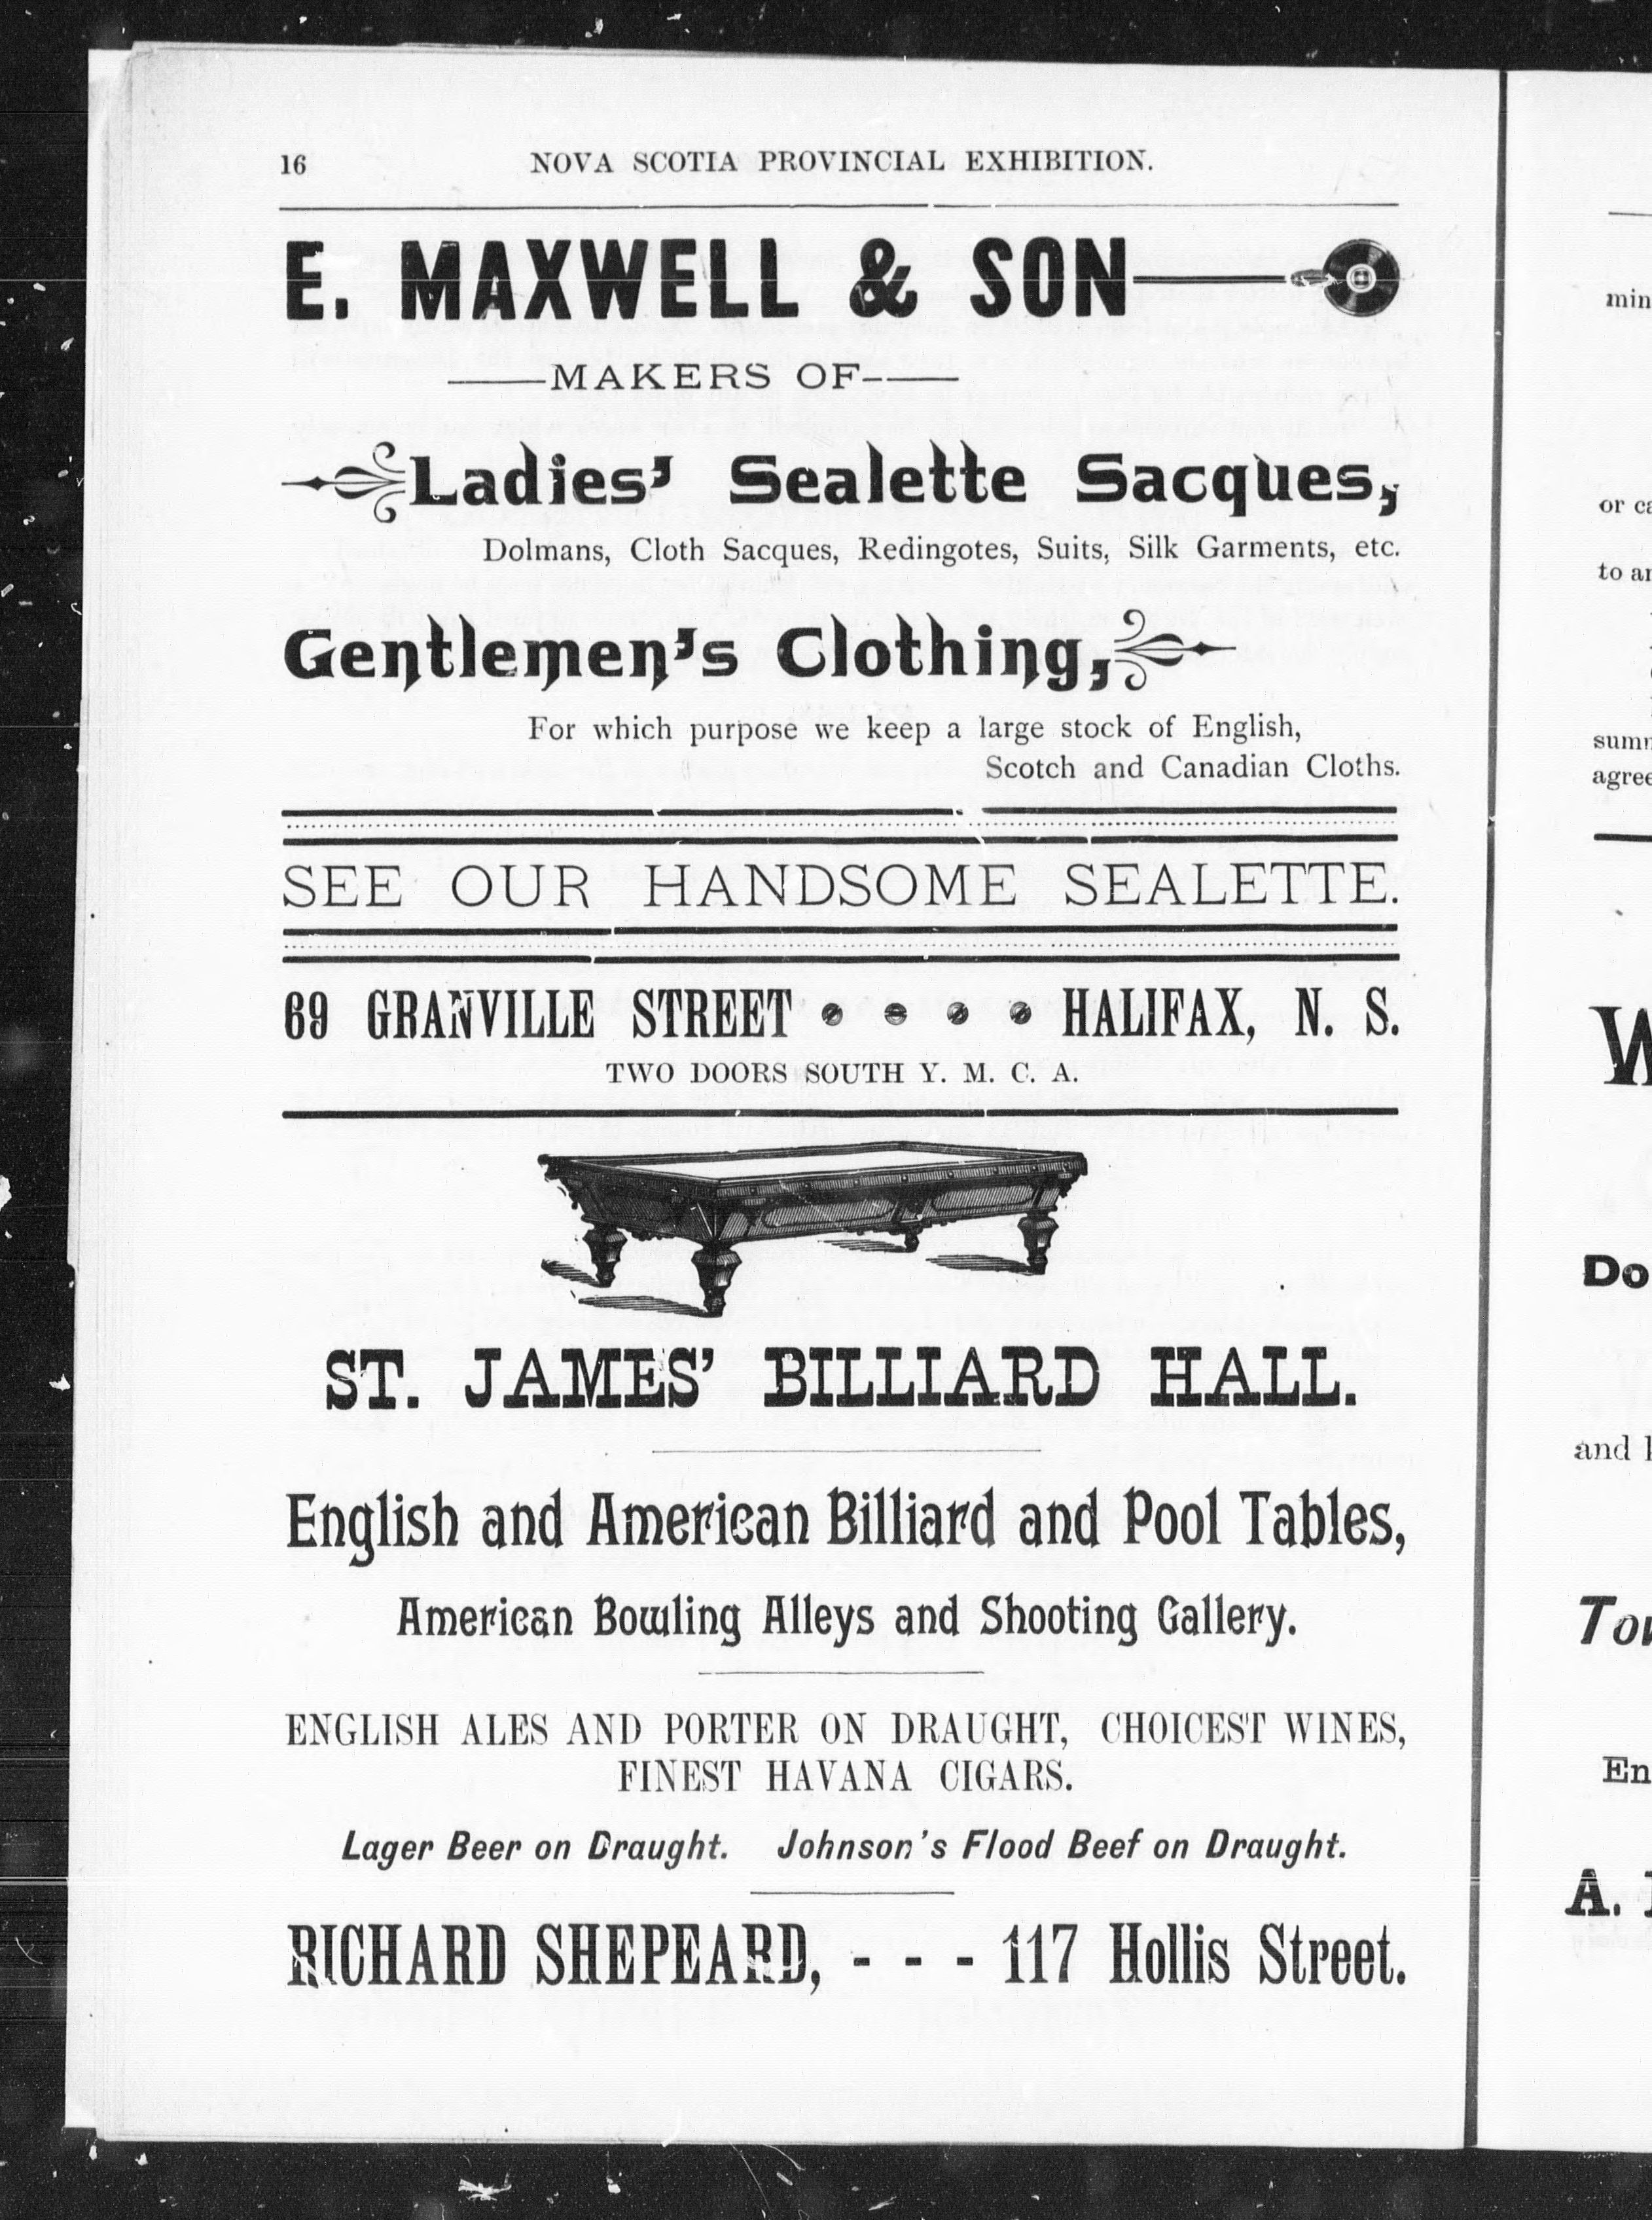 16 NOVA SCOTIA PROVINCIAL EXHIBITION.
E. MAXWELL & SON
MAKERS OF
Ladies' Sealette Sacques,
Dolmans, Cloth Sacques, Redingotes, Suits, Silk Garments, etc.
Gentlemen's Clothing,
For which purpose we keep a large stock of English,
Scotch and Canadian Cloths.
SEE OUR HANDSOME SEALETTE.
69 GRANVILLE STREET • • • • HALIFAX, N. S.
TWO DOORS SOUTH Y. M. C. A.
ST. JAMES' BILLIARD HALL.
English and American Billiard and Pool Tables,
American Bowling Alleys and Shooting Gallery.
ENGLISH ALES AND PORTER ON DRAUGHT, CHOICEST WINES,
FINEST HAVANA CIGARS.
Lager Beer on Draught. Johnson's Flood Beef on Draught.
RICHARD SHEPEARD, - - - 117 Hollis Street.
or
to
and
A.